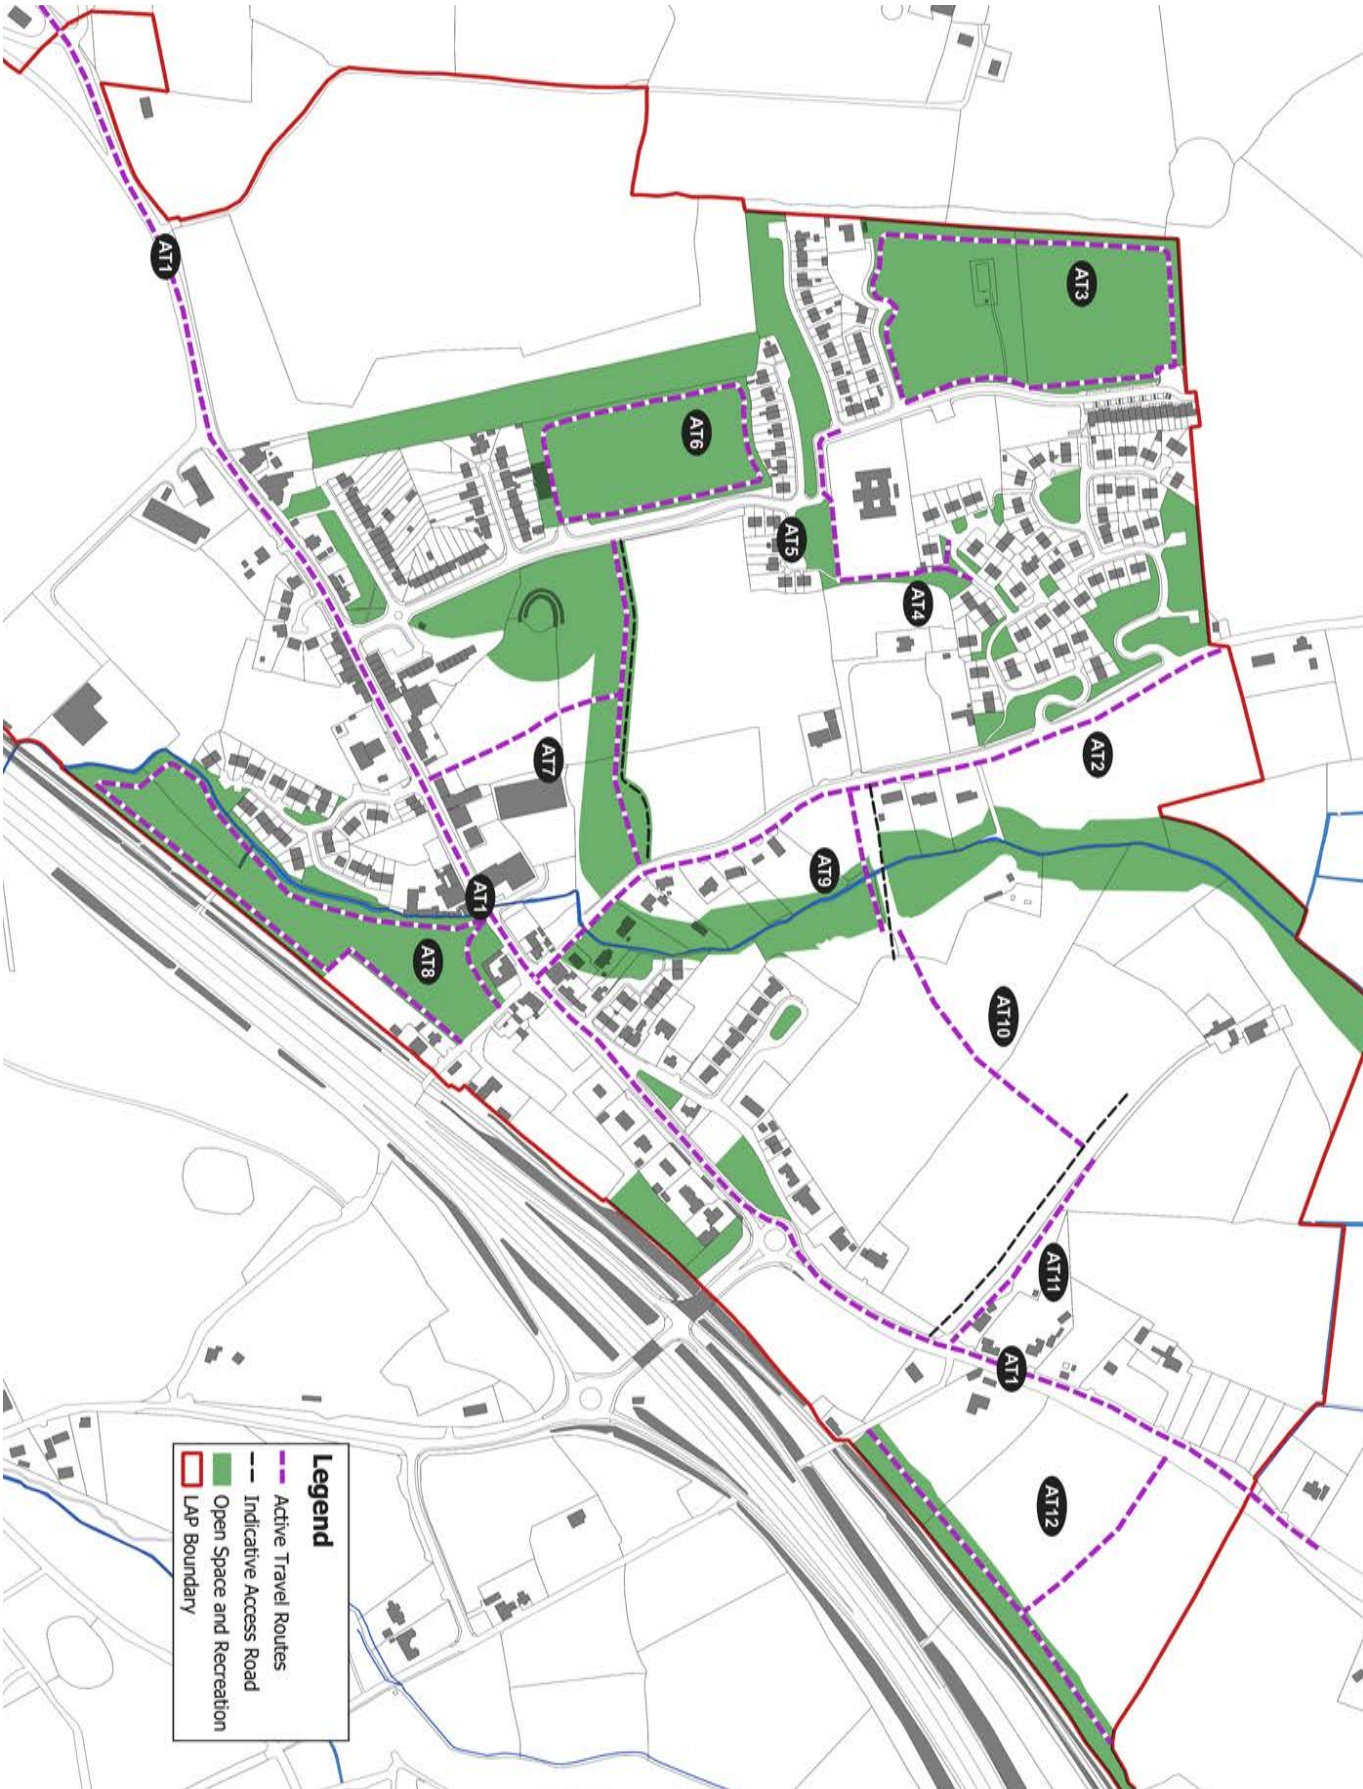 AT3
AT2
AT11
AT12
AT1
AT10
AT4
AT9
AT5
AT6
AT7
AT1
AT8
AT1
Legend
Active Travel Routes
Indicative Access Road
Open Space and Recreation
LAP Boundary